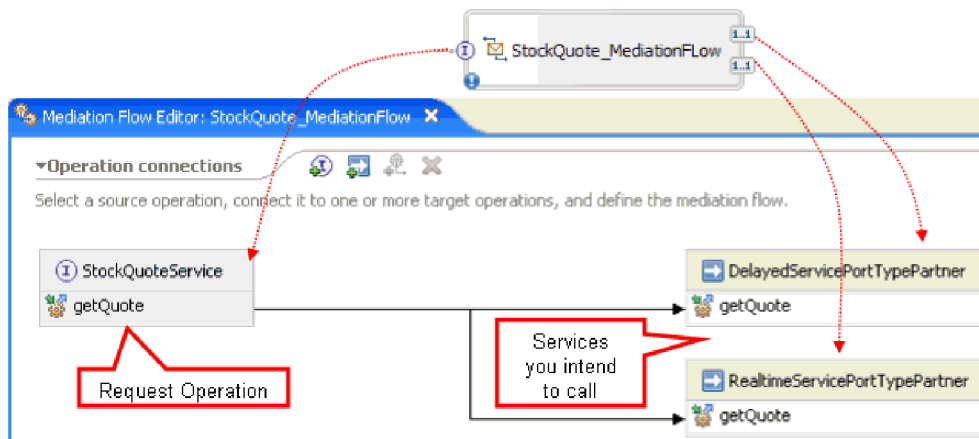 StockQuote_MediationFLow
1..1
1..1
Mediation Flow Editor: StockQuote_MediationFlow
Operation connections
Select a source operation, connect it to one or more target operations, and define the mediation flow.
StockQuoteService
getQuote
DelayedServicePortTypePartner
getQuote
Request Operation
Services
you intend
to call
RealtimeServicePortTypePartner
getQuote